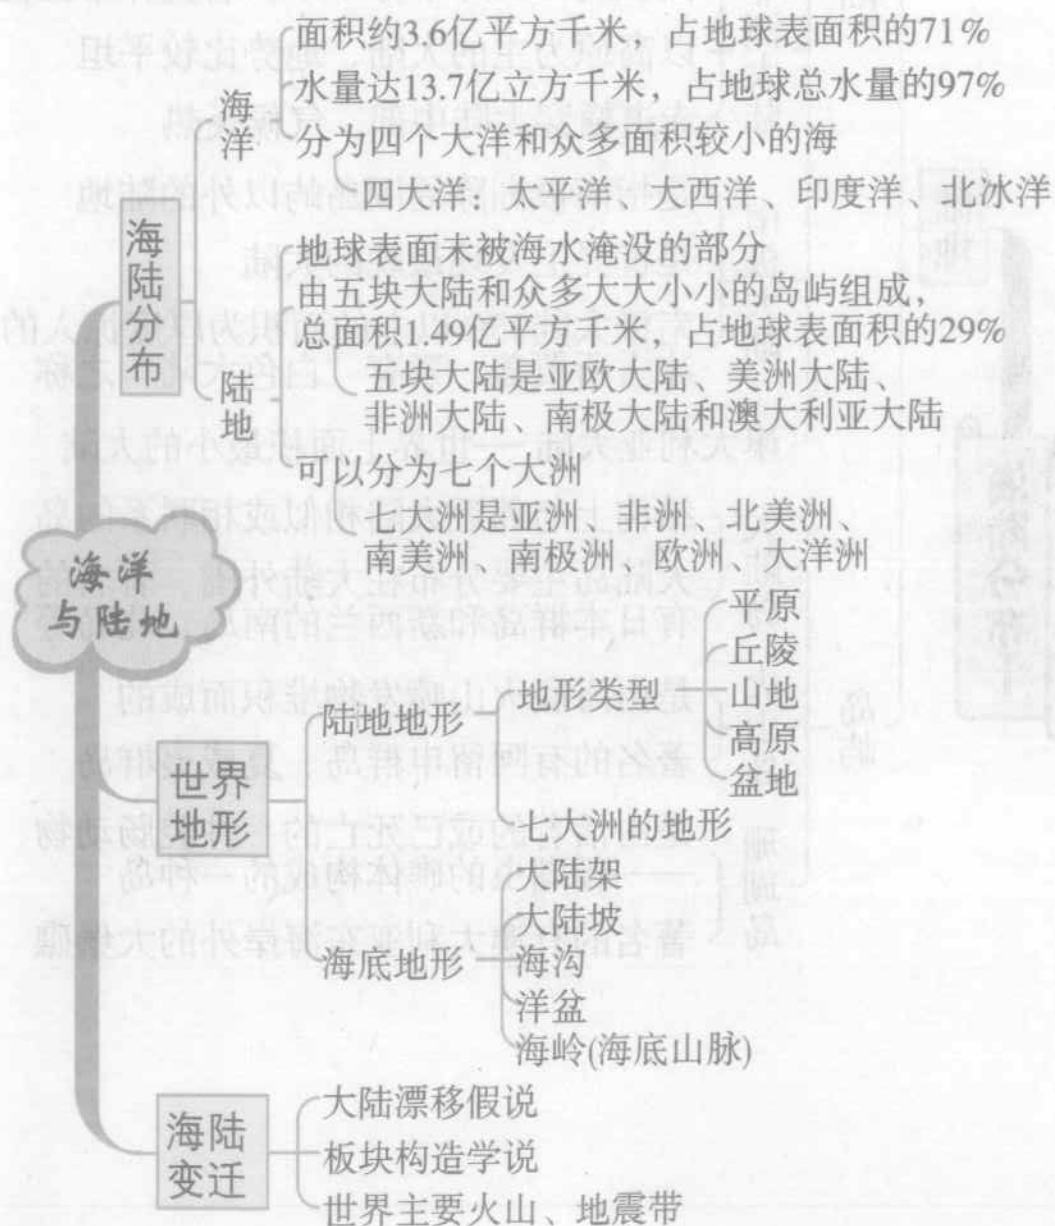 海洋
与陆地
海陆分布
海洋
面积约3.6亿平方千米，占地球表面积的71%
水量达13.7亿立方千米，占地球总水量的97%
分为四个大洋和众多面积较小的海
四大洋：太平洋、大西洋、印度洋、北冰洋
陆地
地球表面未被海水淹没的部分
由五块大陆和众多大大小小的岛屿组成，
总面积1.49亿平方千米，占地球表面积的29%
五块大陆是亚欧大陆、美洲大陆、
非洲大陆、南极大陆和澳大利亚大陆
可以分为七个大洲
七大洲是亚洲、非洲、北美洲、
南美洲、南极洲、欧洲、大洋洲
世界
地形
陆地地形
地形类型
平原
丘陵
山地
高原
盆地
七大洲的地形
海底地形
大陆架
大陆坡
海沟
洋盆
海岭(海底山脉)
海陆
变迁
大陆漂移假说
板块构造学说
世界主要火山、地震带